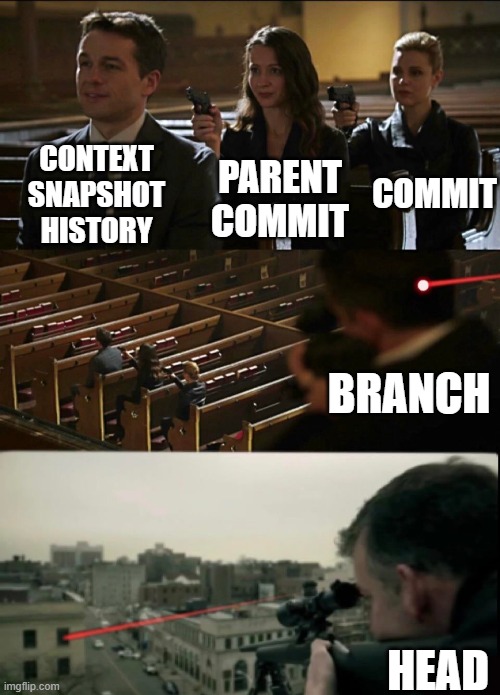 CONTEXT
SNAPSHOT
HISTORY
PARENT
COMMIT
COMMIT
BRANCH
HEAD
imgflip.com